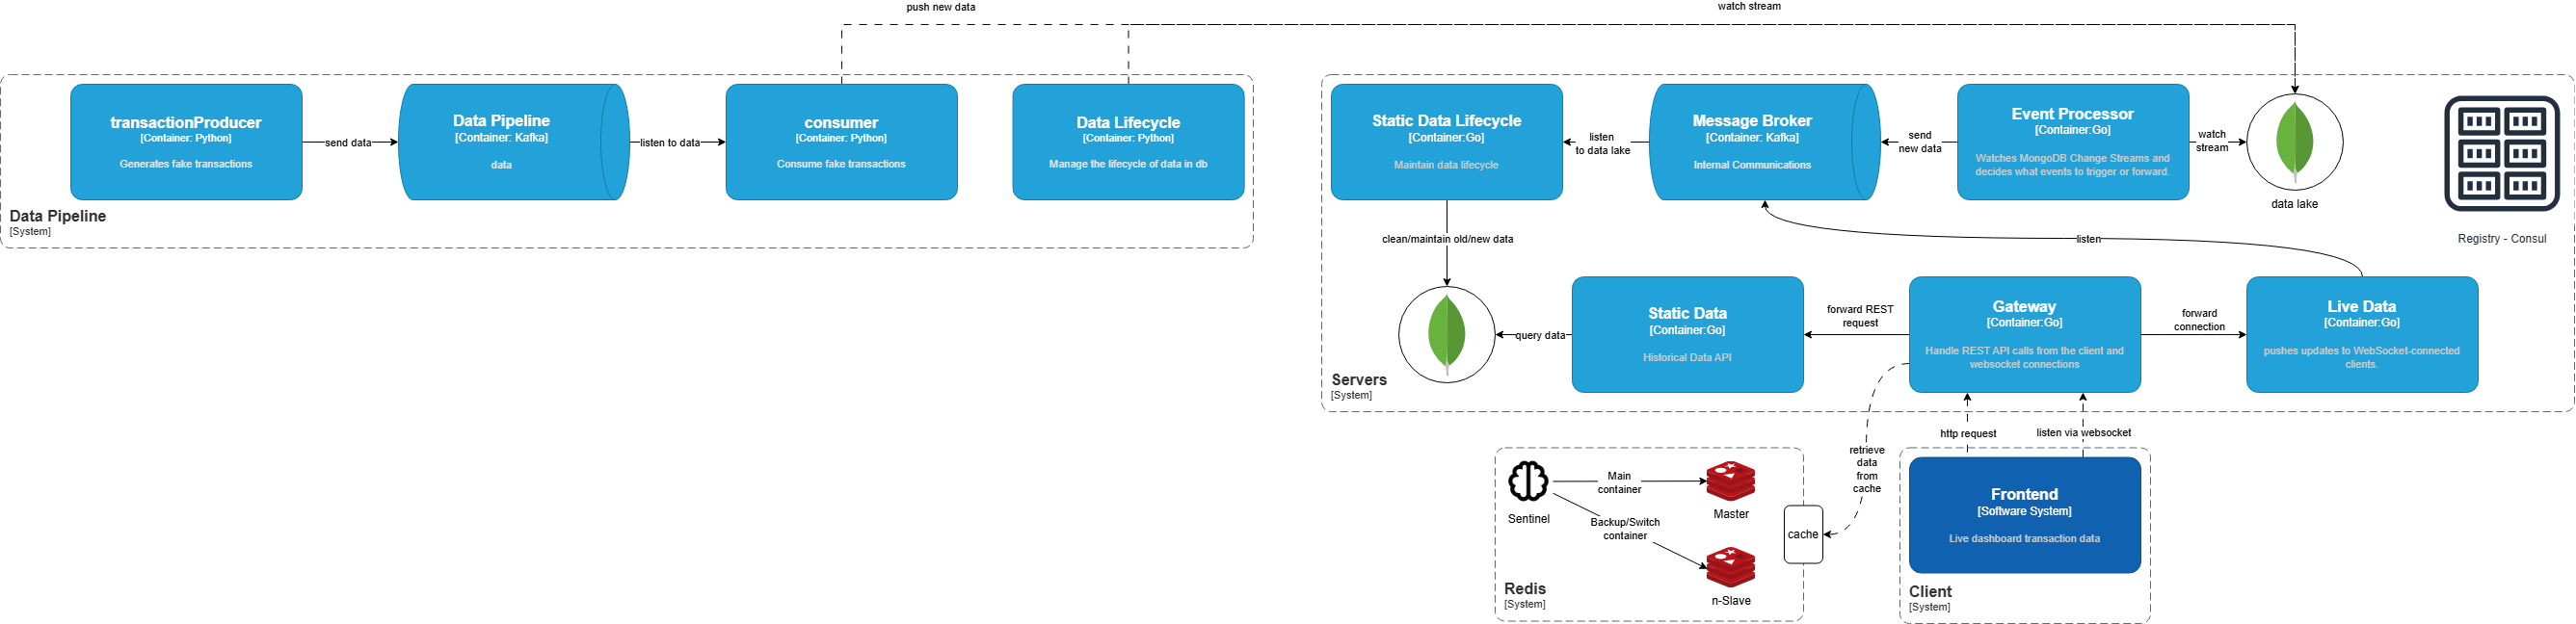 push new data
watch stream
transactionProducer
[Container: Python]
Generates fake transactions
send data
Data Pipeline
[Container: Kafka]
data
listen to data
consumer
[Container: Python]
Consume fake transactions
Data Lifecycle
[Container: Python]
Manage the lifecycle of data in db
Data Pipeline
[System]
Static Data Lifecycle
[Container:Go]
Maintain data lifecycle
listen
to data lake
Message Broker
[Container: Kafka]
Internal Communications
send
new data
Event Processor
[Container:Go]
Watches MongoDB Change Streams and
decides what events to trigger or forward.
watch
stream
data lake
Registry - Consul
clean/maintain old/new data
listen
query data
Static Data
[Container:Go]
Historical Data API
forward REST
request
Gateway
[Container:Go]
Handle REST API calls from the client and
websocket connections
forward
connection
Live Data
[Container:Go]
pushes updates to WebSocket-connected
clients.
Servers
[System]
http request
listen via websocket
retrieve
data
from
cache
Sentinel
Main
container
Master
Backup/Switch
container
n-Slave
cache
Redis
[System]
Frontend
[Software System]
Live dashboard transaction data
Client
[System]